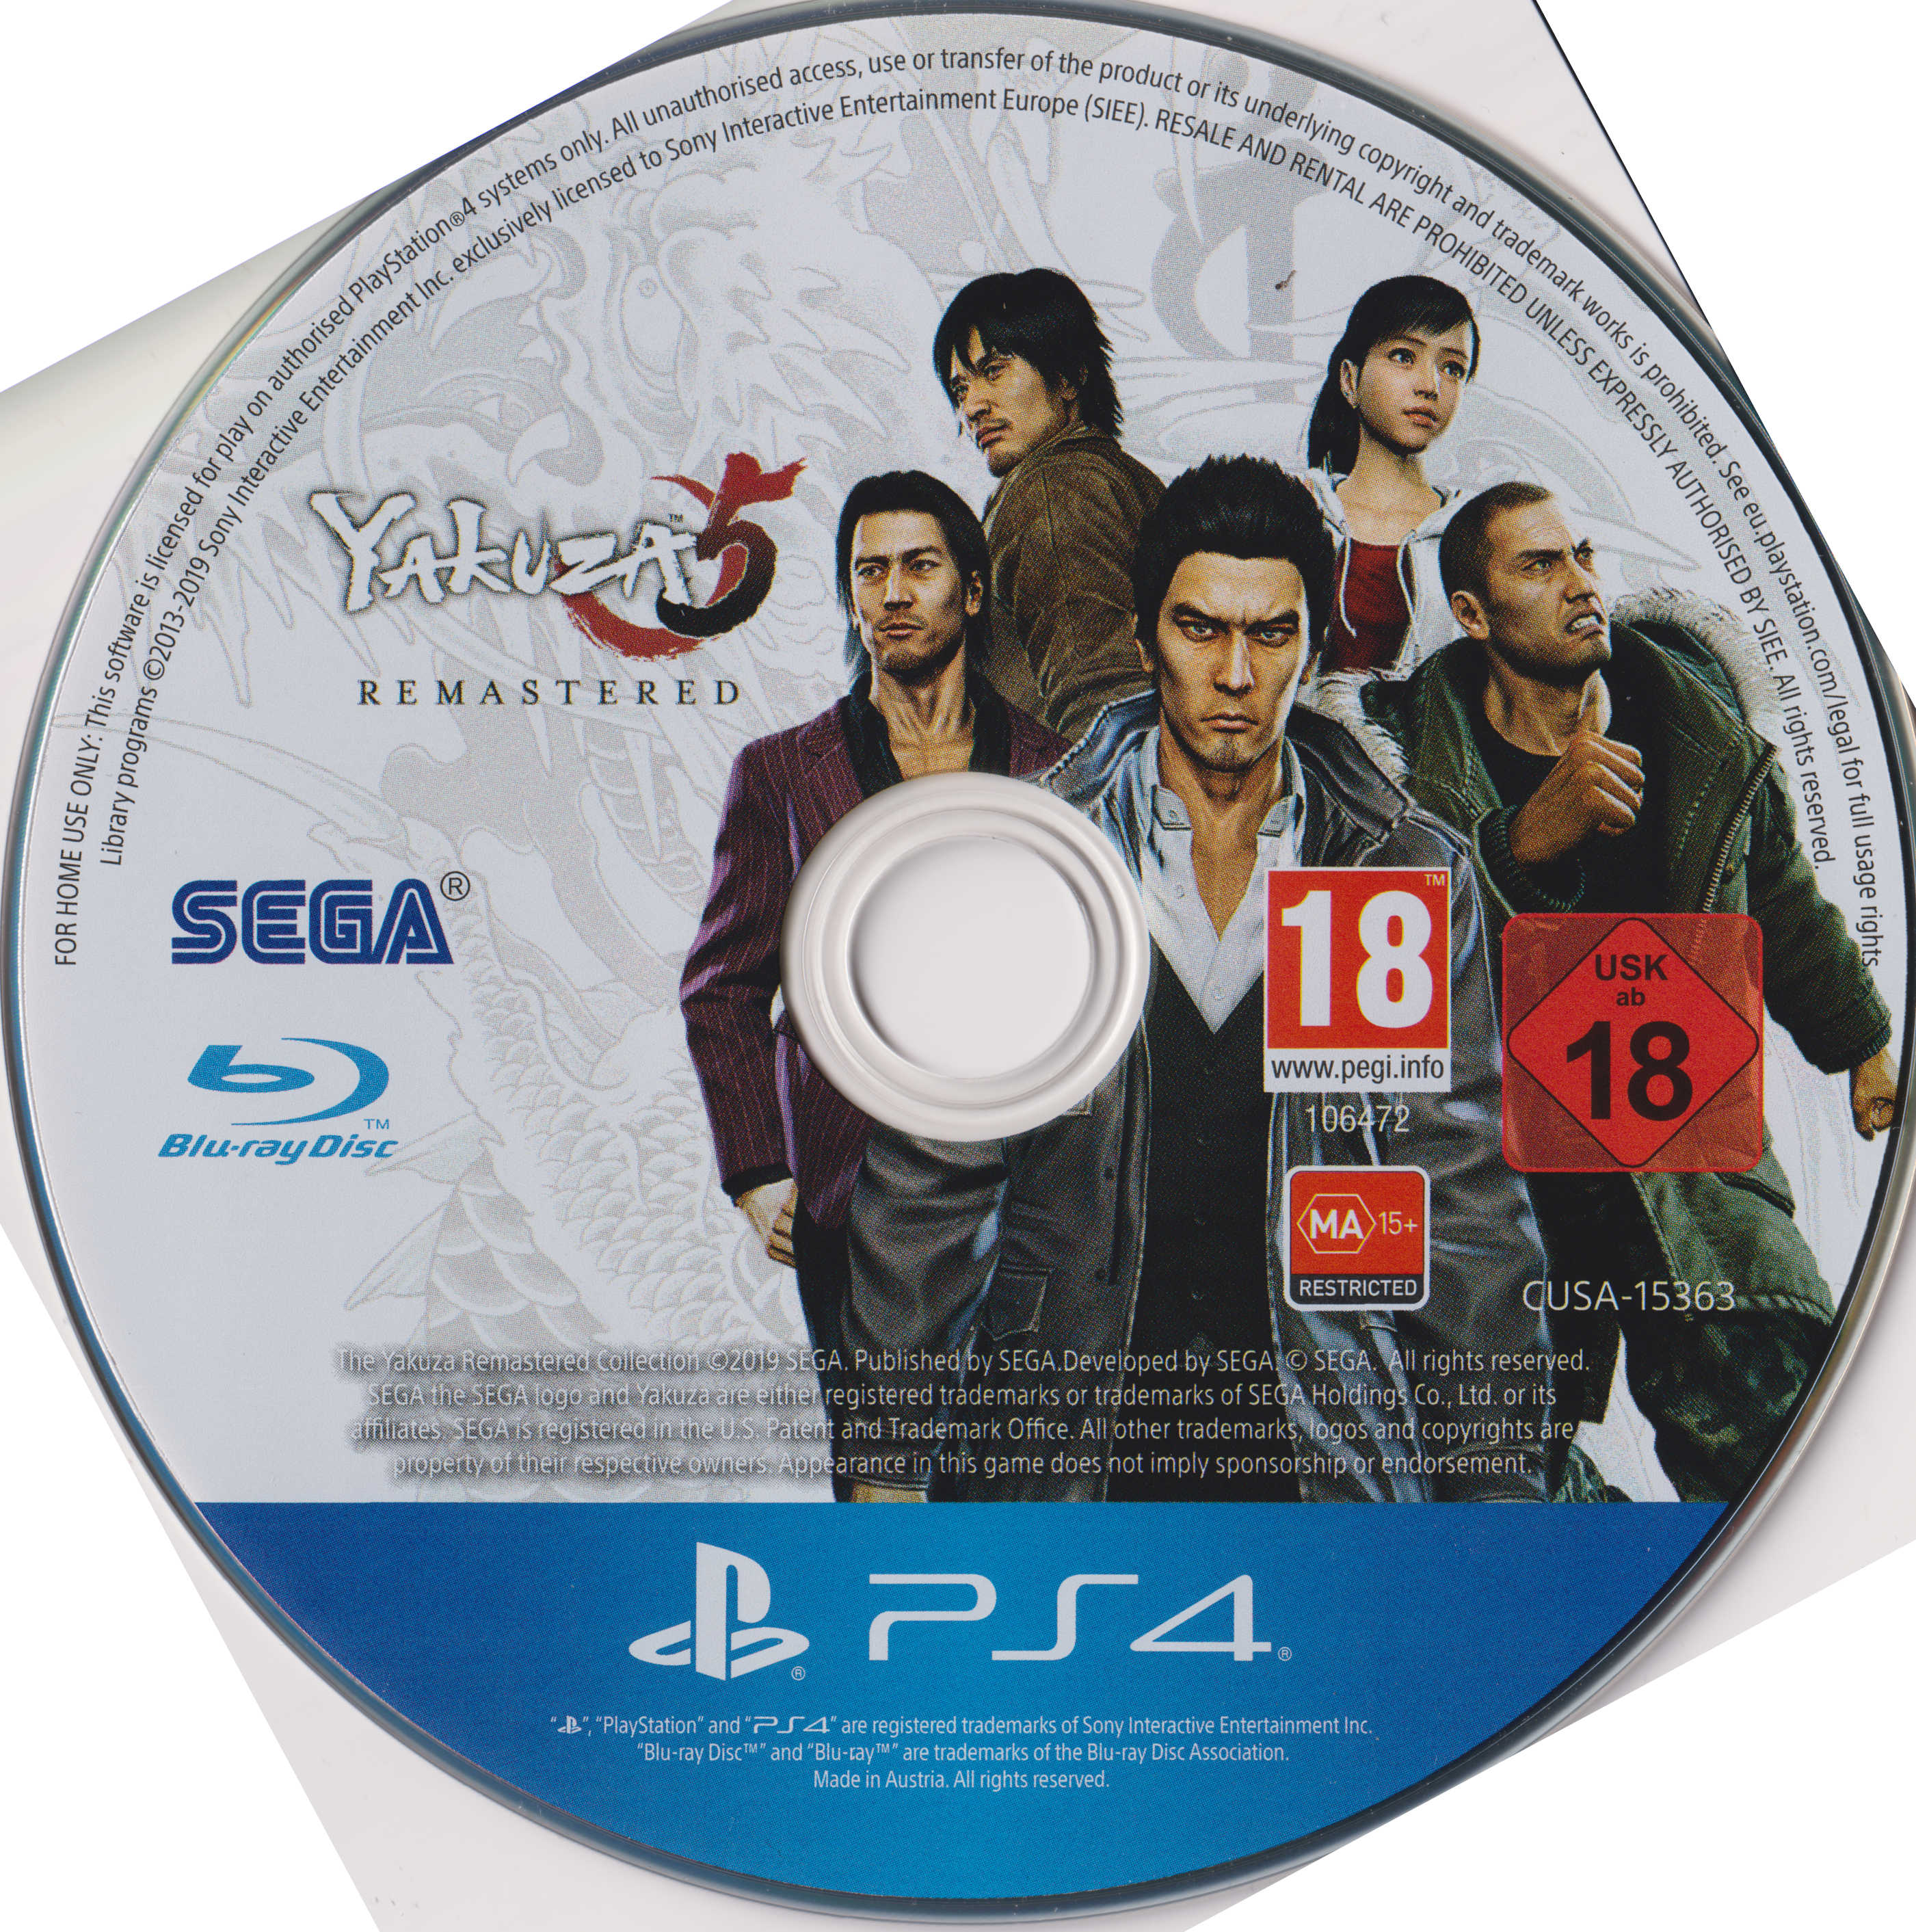 FOR HOME USE ONLY: This software is licensed for play on authorised PlayStation®4 systems only. All unauthorised access, use or transfer of the product or its underlying copyright and trademark works is prohibited. See eu.playstation.com/legal for full usage rights
Library programs ©2013-2019 Sony Interactive Entertainment Inc. exclusively licensed to Sony Interactive Entertainment Europe (SIEE). RESALE AND RENTAL ARE PROHIBITED UNLESS EXPRESSLY AUTHORISED BY SIEE. All rights reserved.
YAKUZA™5
REMASTERED
SEGA®
Blu-ray Disc™
18™
www.pegi.info
106472
USK
ab
18
MA 15+
RESTRICTED
CUSA-15363
The Yakuza Remastered Collection ©2019 SEGA. Published by SEGA.Developed by SEGA. © SEGA. All rights reserved.
SEGA the SEGA logo and Yakuza are either registered trademarks or trademarks of SEGA Holdings Co., Ltd. or its
affiliates. SEGA is registered in the U.S. Patent and Trademark Office. All other trademarks, logos and copyrights are
property of their respective owners. Appearance in this game does not imply sponsorship or endorsement.
® PS4®
“PS”, “PlayStation” and “PS4” are registered trademarks of Sony Interactive Entertainment Inc.
“Blu-ray Disc™” and “Blu-ray™” are trademarks of the Blu-ray Disc Association.
Made in Austria. All rights reserved.